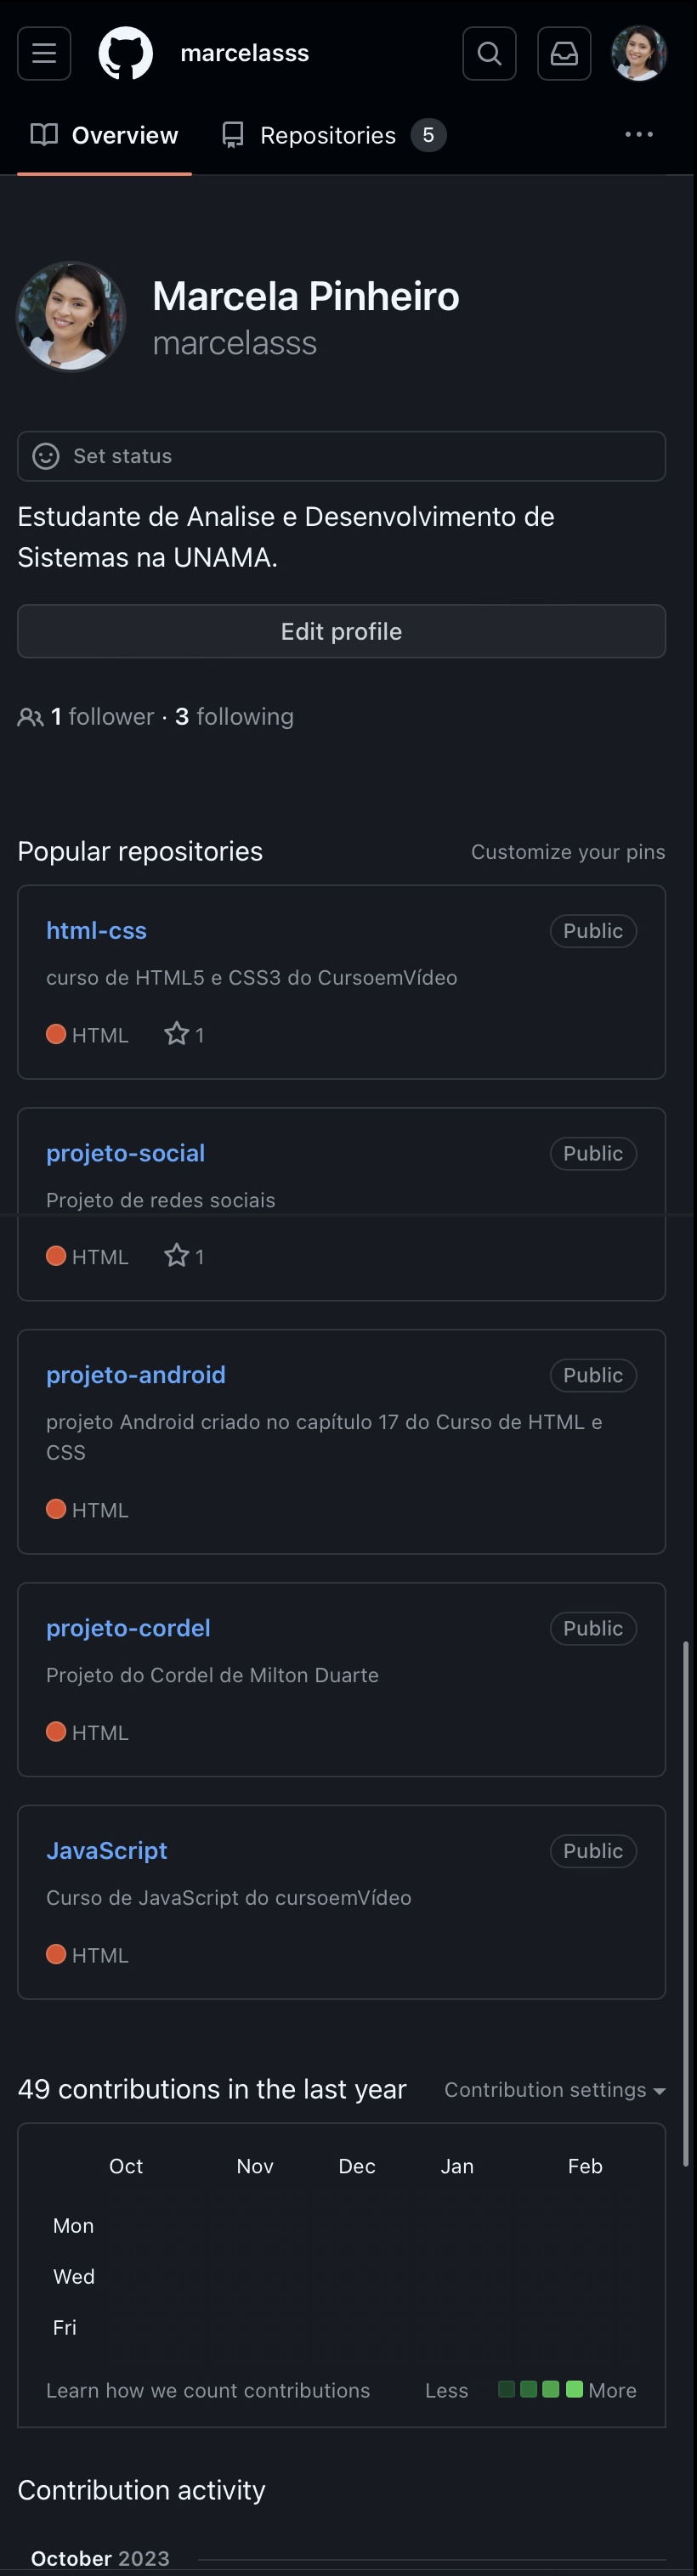 marcelasss
Overview Repositories 5 ...
Marcela Pinheiro
marcelasss
Set status
Estudante de Analise e Desenvolvimento de
Sistemas na UNAMA.
Edit profile
1 follower · 3 following
Popular repositories Customize your pins
html-css Public
curso de HTML5 e CSS3 do CursoemVídeo
HTML 1
projeto-social Public
Projeto de redes sociais
HTML 1
projeto-android Public
projeto Android criado no capítulo 17 do Curso de HTML e
CSS
HTML
projeto-cordel Public
Projeto do Cordel de Milton Duarte
HTML
JavaScript Public
Curso de JavaScript do cursoemVídeo
HTML
49 contributions in the last year Contribution settings
Oct Nov Dec Jan Feb
Mon
Wed
Fri
Learn how we count contributions Less More
Contribution activity
October 2023